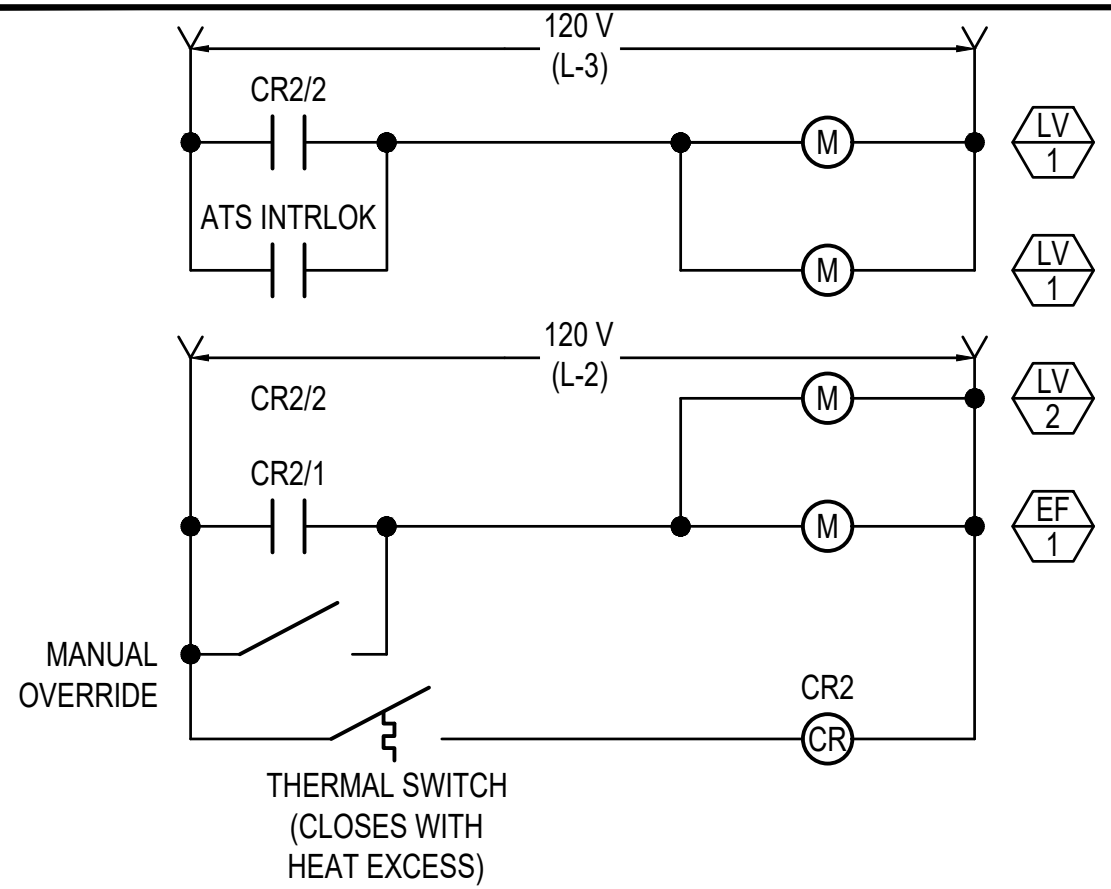 120 V
(L-3)
CR2/2
M
LV
1
ATS INTRLOK
M
LV
1
120 V
(L-2)
CR2/2
M
LV
2
CR2/1
M
EF
1
MANUAL
OVERRIDE
CR2
CR
THERMAL SWITCH
(CLOSES WITH
HEAT EXCESS)